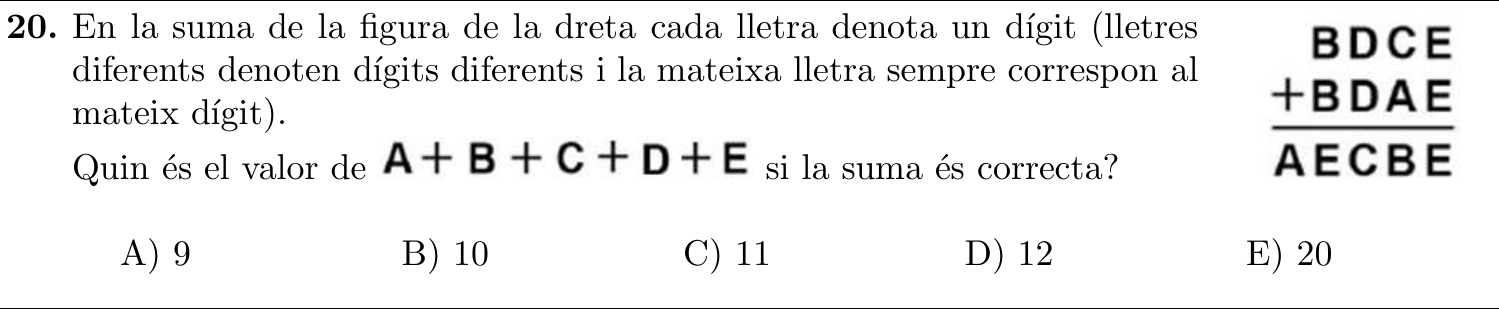 20. En la suma de la figura de la dreta cada lletra denota un dígit (lletres
diferents denoten dígits diferents i la mateixa lletra sempre correspon al
mateix dígit).
Quin és el valor de A+B+C+D+E si la suma és correcta?
BDCE
+BDAE
AECBE
A) 9 B) 10 C) 11 D) 12 E) 20